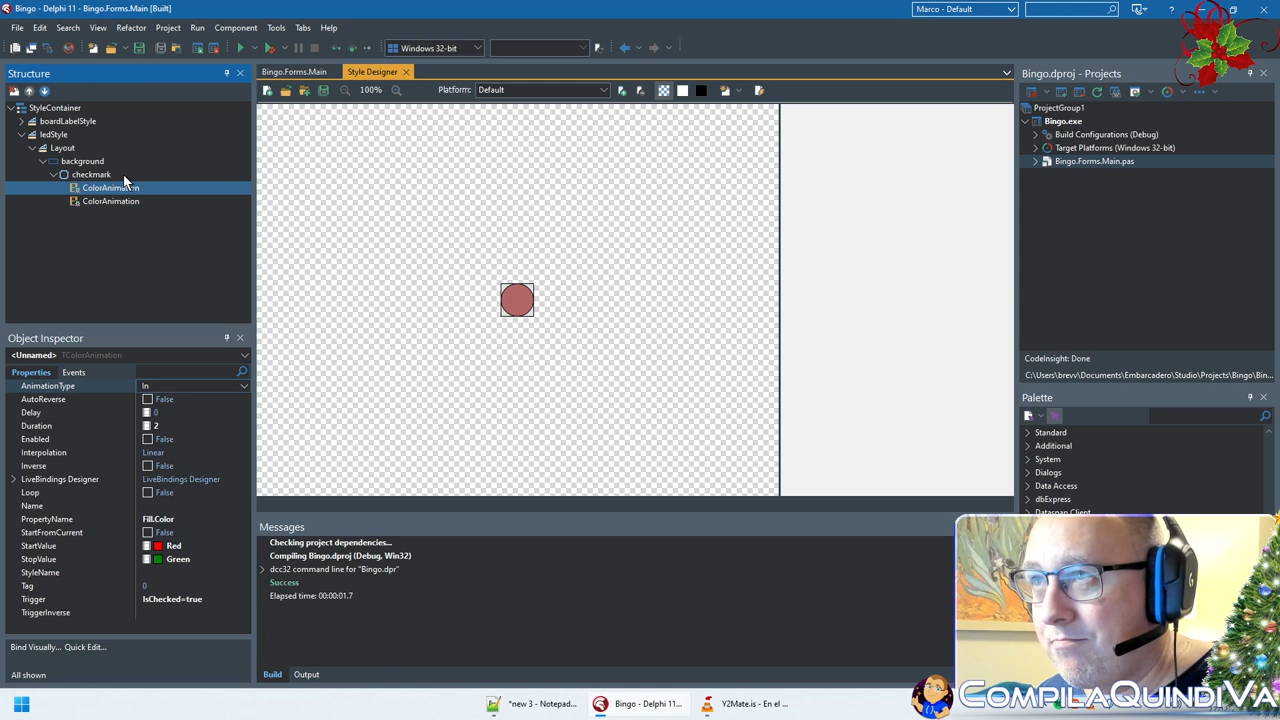 Bingo - Delphi 11 - Bingo.Forms.Main [Built]
Marco - Default
File Edit Search View Refactor Project Run Component Tools Tabs Help
Windows 32-bit
Structure
StyleContainer
boardLabelStyle
ledStyle
Layout
background
checkmark
ColorAnimation
ColorAnimation
Object Inspector
<Unnamed> TColorAnimation
Properties Events
AnimationType In
AutoReverse False
Delay 0
Duration 2
Enabled False
Interpolation Linear
Inverse False
LiveBindings Designer LiveBindings Designer
Loop False
Name
PropertyName Fill.Color
StartFromCurrent False
StartValue Red
StopValue Green
StyleName
Tag 0
Trigger IsChecked=true
TriggerInverse
Bind Visually... Quick Edit...
All shown
Bingo.Forms.Main Style Designer
100% Platform: Default
Messages
Checking project dependencies...
Compiling Bingo.dproj (Debug, Win32)
dcc32 command line for "Bingo.dpr"
Success
Elapsed time: 00:00:01.7
Build Output
Bingo.dproj - Projects
ProjectGroup1
Bingo.exe
Build Configurations (Debug)
Target Platforms (Windows 32-bit)
Bingo.Forms.Main.pas
CodeInsight: Done
C:\Users\brevv\Documents\Embarcadero\Studio\Projects\Bingo\Bin...
Palette
Standard
Additional
System
Dialogs
Data Access
dbExpress
Datasnap Client
*new 3 - Notepad...
Bingo - Delphi 11...
Y2Mate.is - En el ...
CompilaQuindiVa